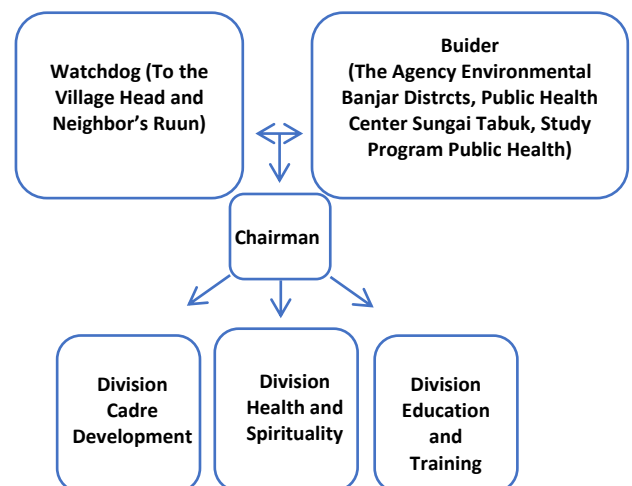 Watchdog (To the
Village Head and
Neighbor's Ruun)
Buider
(The Agency Environmental
Banjar Distrcts, Public Health
Center Sungai Tabuk, Study
Program Public Health)
Chairman
Division
Cadre
Development
Division
Health and
Spirituality
Division
Education
and
Training